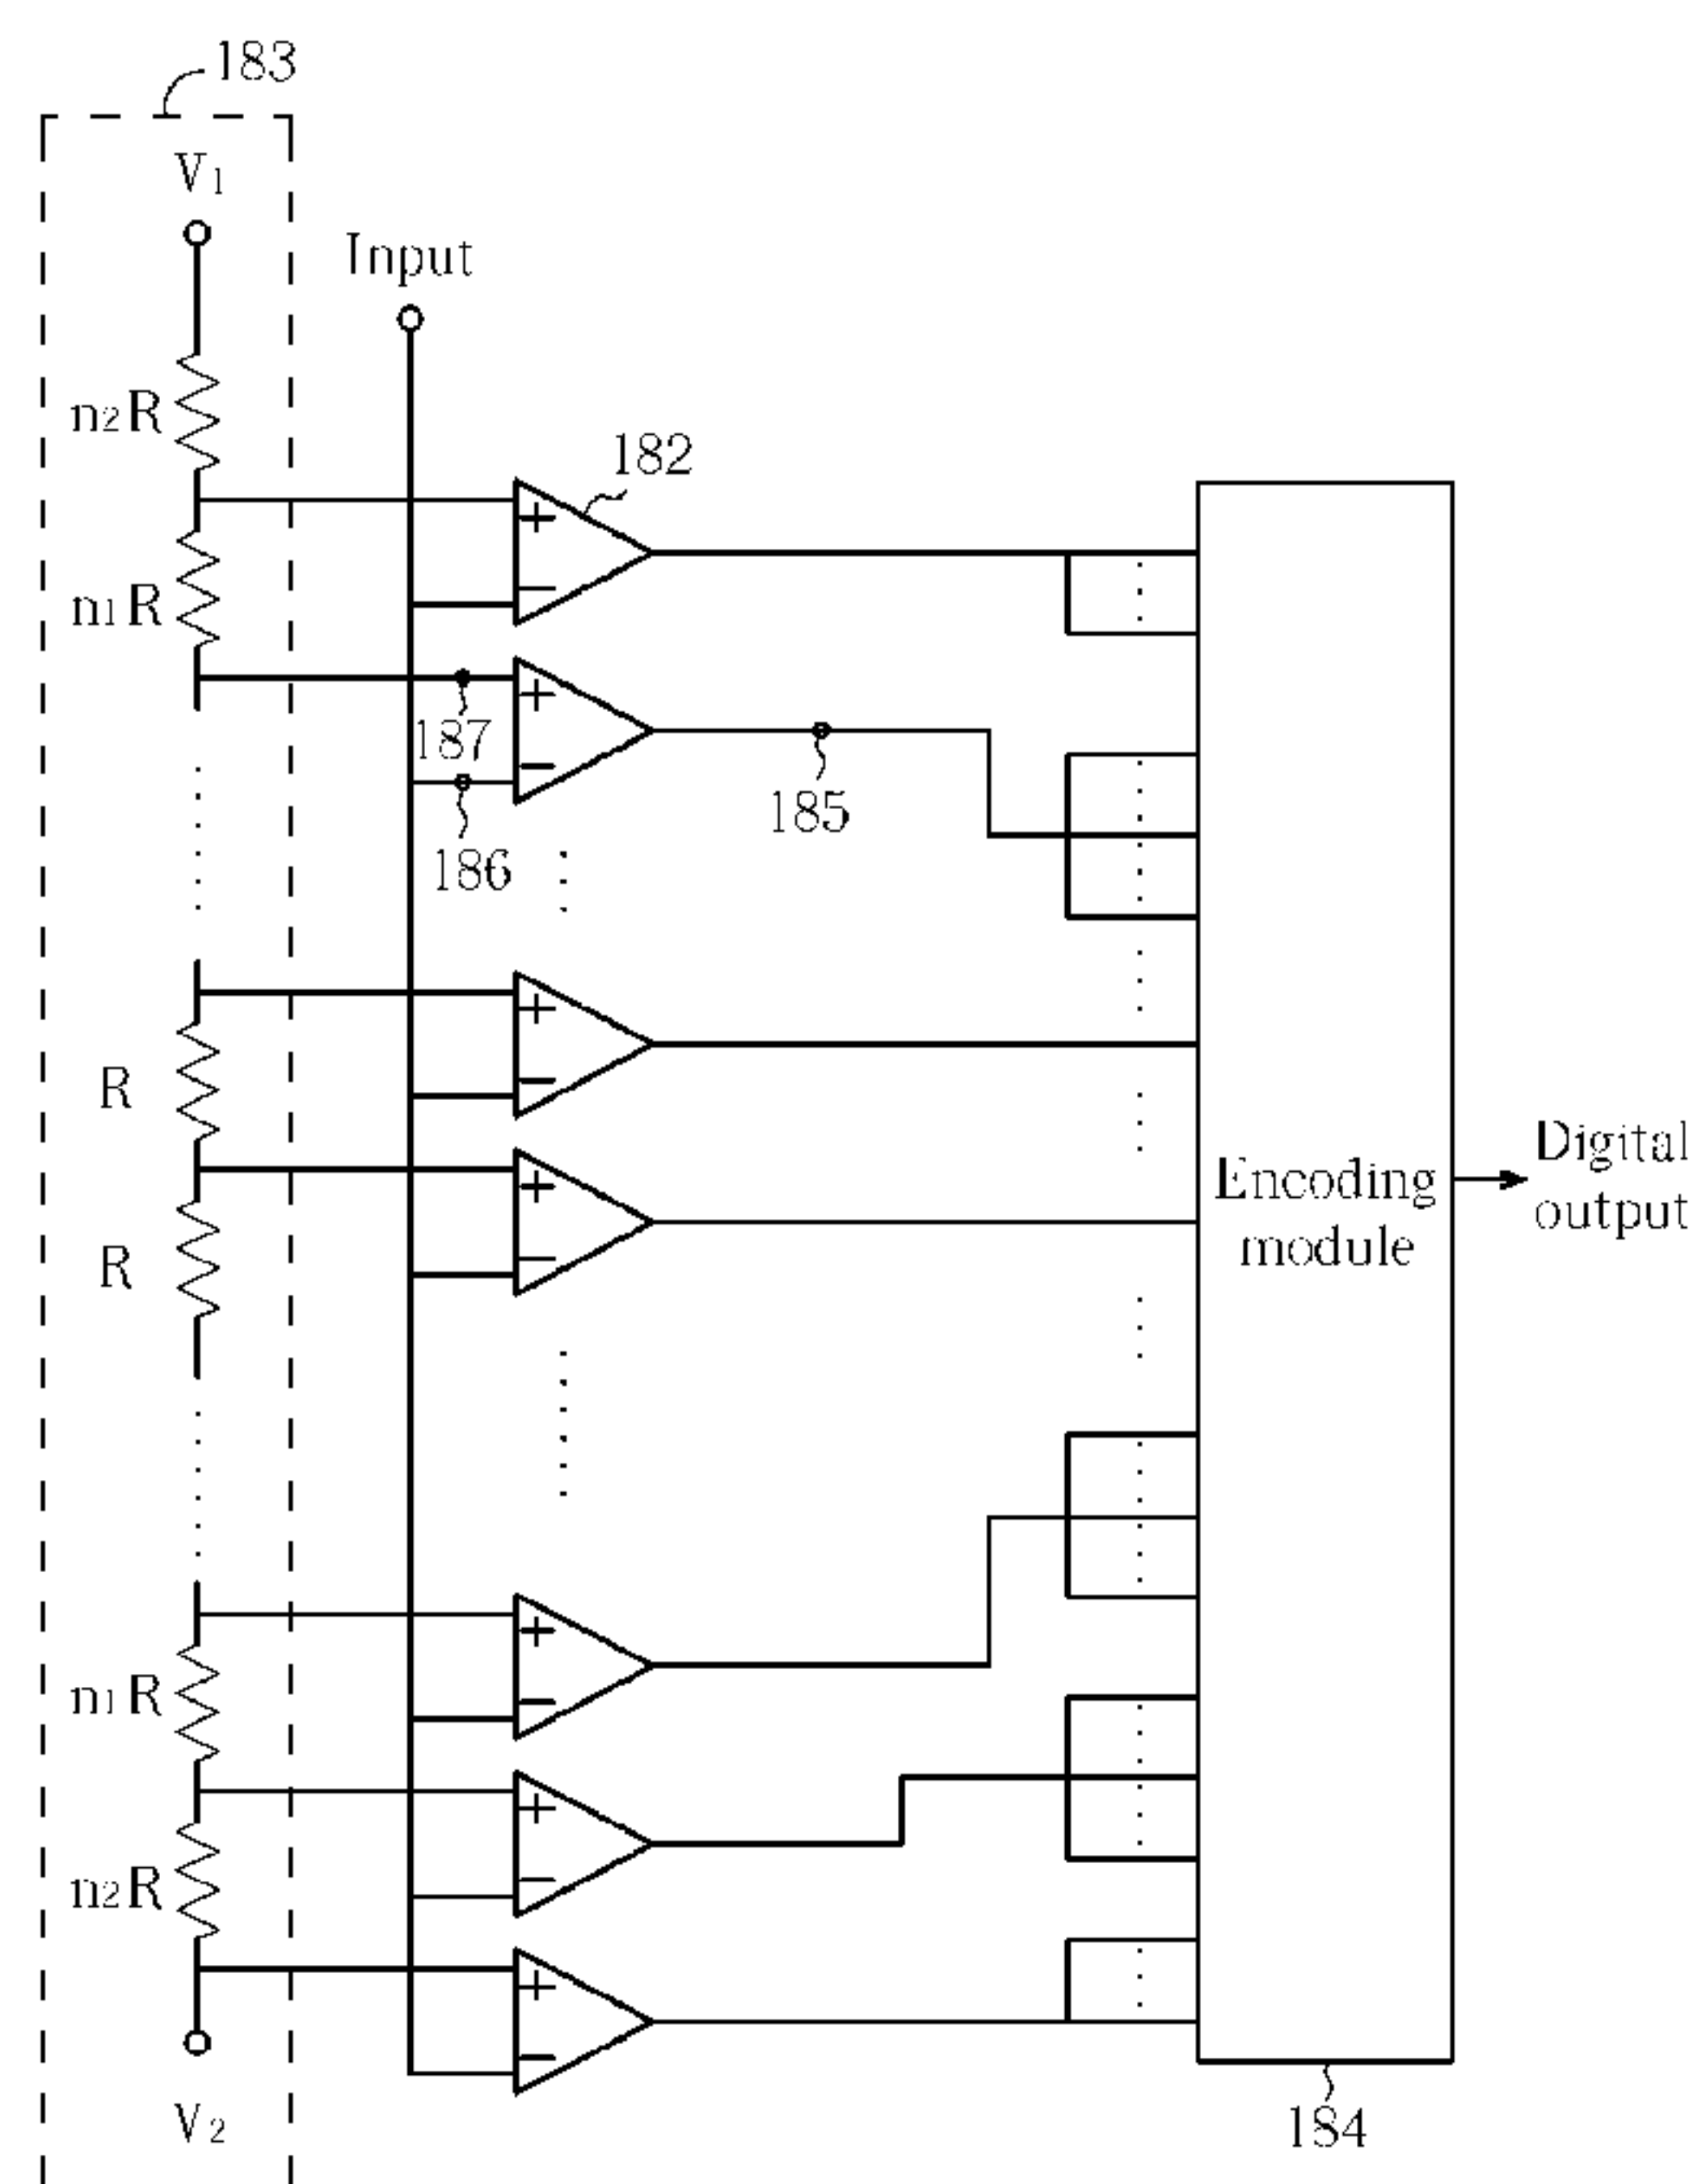 183
V1
Input
n2R
182
n1R
187
185
186
R
Digital
output
Encoding
module
R
n1R
n2R
V2
184